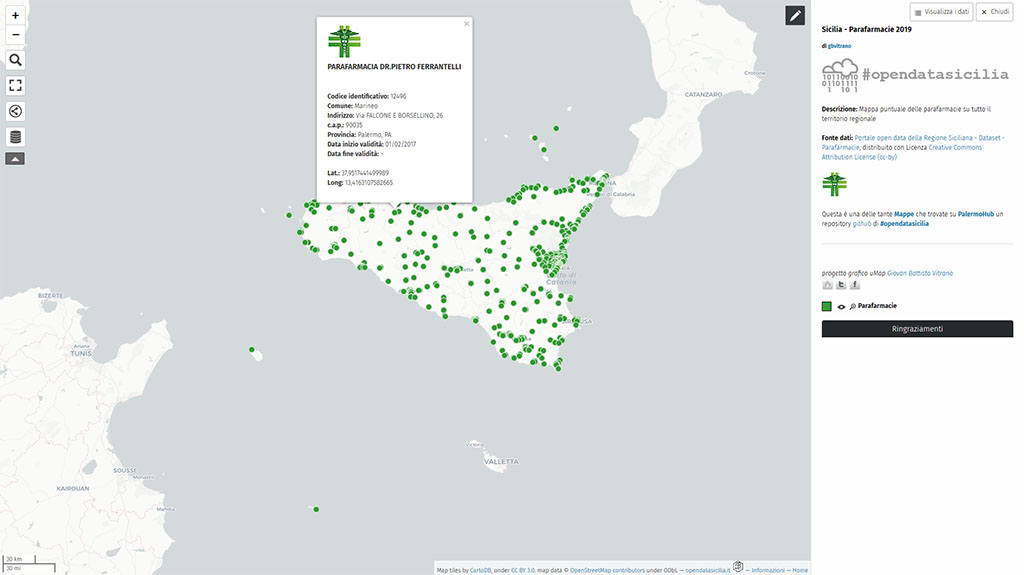 +
−
×
PARAFARMACIA DR.PIETRO FERRANTELLI
Codice identificativo: 12496
Comune: Marineo
Indirizzo: Via FALCONE E BORSELLINO, 26
c.a.p.: 90035
Provincia: Palermo, PA
Data inizio validità: 01/02/2017
Data fine validità: -
Lat.: 37,9517441499989
Long: 13,4163107582665
Crotone
CATANZARO
di Calabria
Catania
BIZERTE
Ariana
TUNIS
SOUSSE
Monastir
KAIROUAN
Mahdia
Victoria
VALLETTA
30 km
30 mi
Map tiles by CartoDB, under CC BY 3.0, map data © OpenStreetMap contributors under ODbL — opendatasicilia.it — Informazioni — Home
Visualizza i dati
× Chiudi
Sicilia - Parafarmacie 2019
di gbvitrano
#opendatasicilia
Descrizione: Mappa puntuale delle parafarmacie su tutto il
territorio regionale
Fonte dati: Portale open data della Regione Siciliana - Dataset -
Parafarmacie, distribuito con Licenza Creative Commons
Attribution License (cc-by)
Questa è una delle tante Mappe che trovate su PalermoHub un
repository github di #opendatasicilia
progetto grafico uMap Giovan Battista Vitrano
Parafarmacie
Ringraziamenti